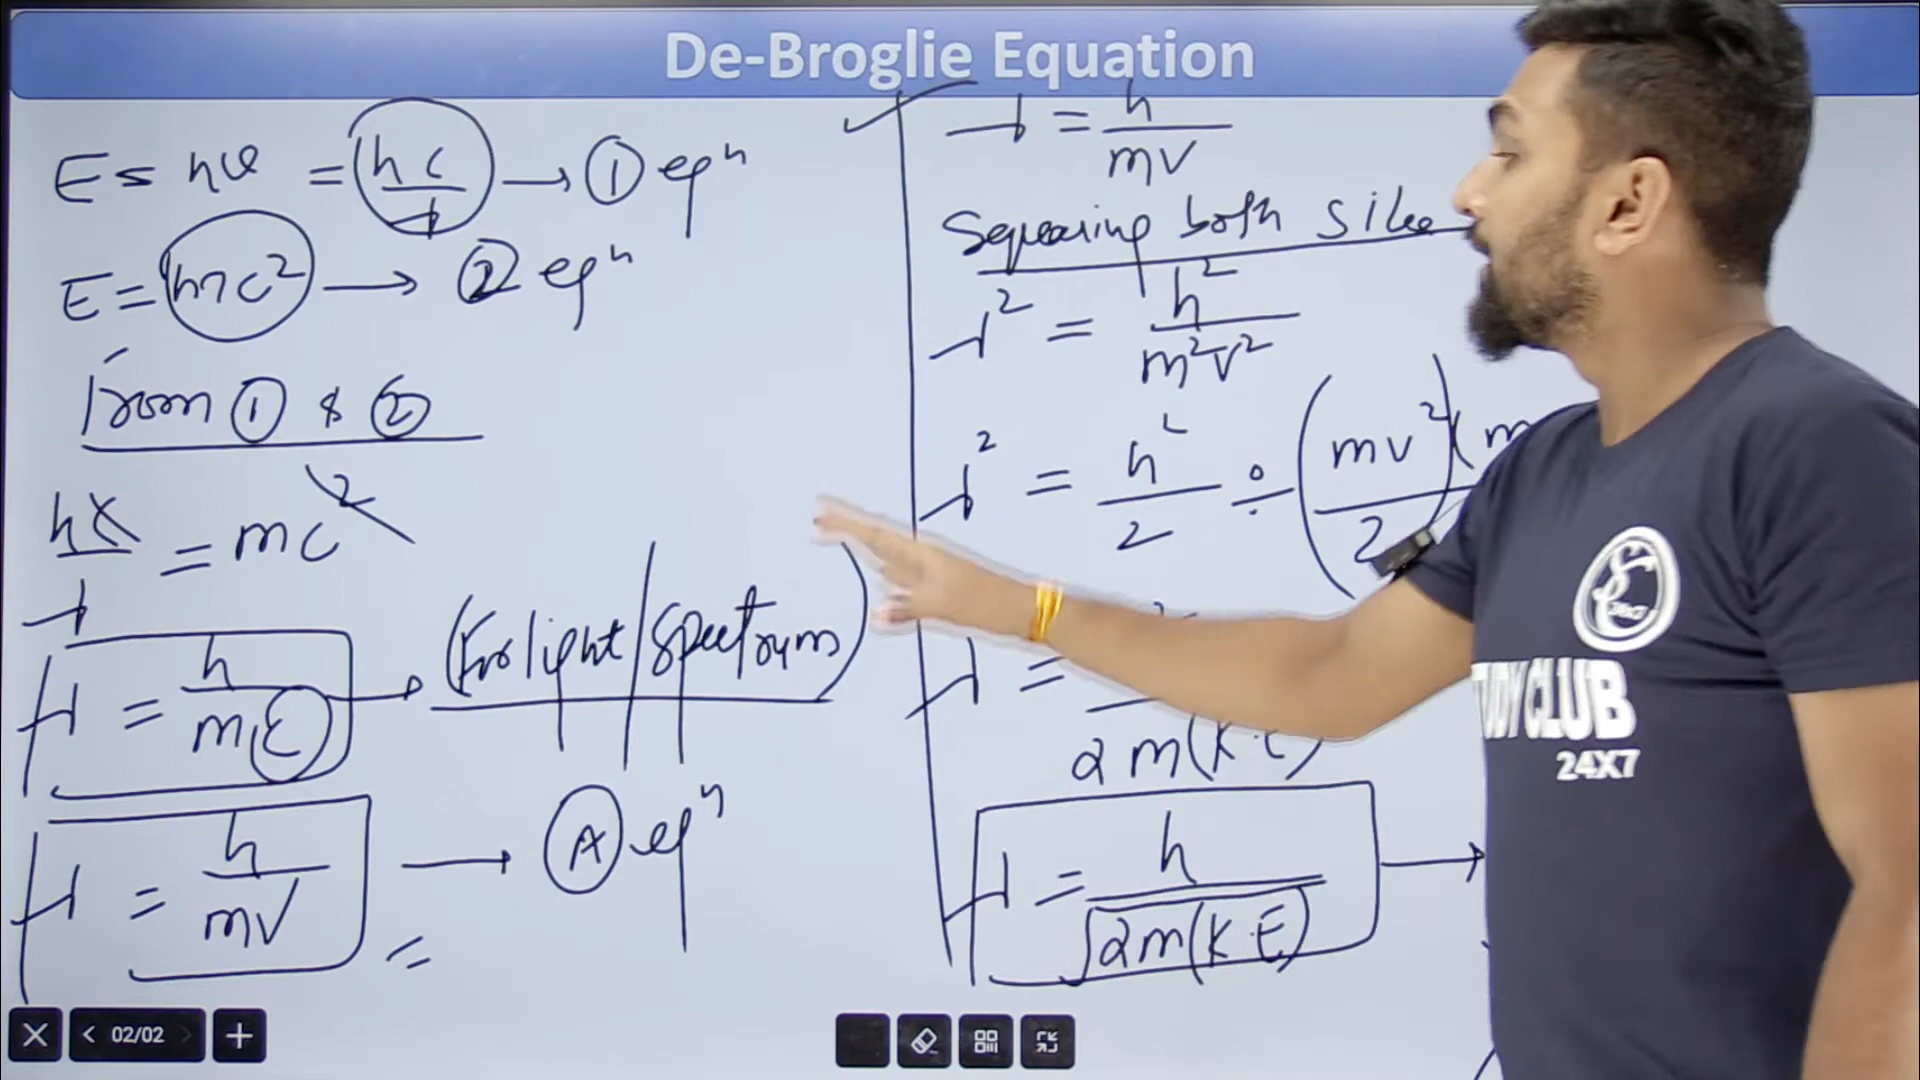 De-Broglie Equation
E = hν = hc/λ → ① eqⁿ
E = mc² → ② eqⁿ
From ① & ②
hc/λ = mc²
λ = h/mc → (For light/Spectrum)
λ = h/mv → Ⓐ eqⁿ
=
λ = h/mv
Squaring both side
λ² = h²/m²v²
λ² = h²/2 ÷ (mv²/2)(m
λ =
2m(K.E)
λ = h/√2m(K.E) →
STUDY CLUB
24X7
02/02